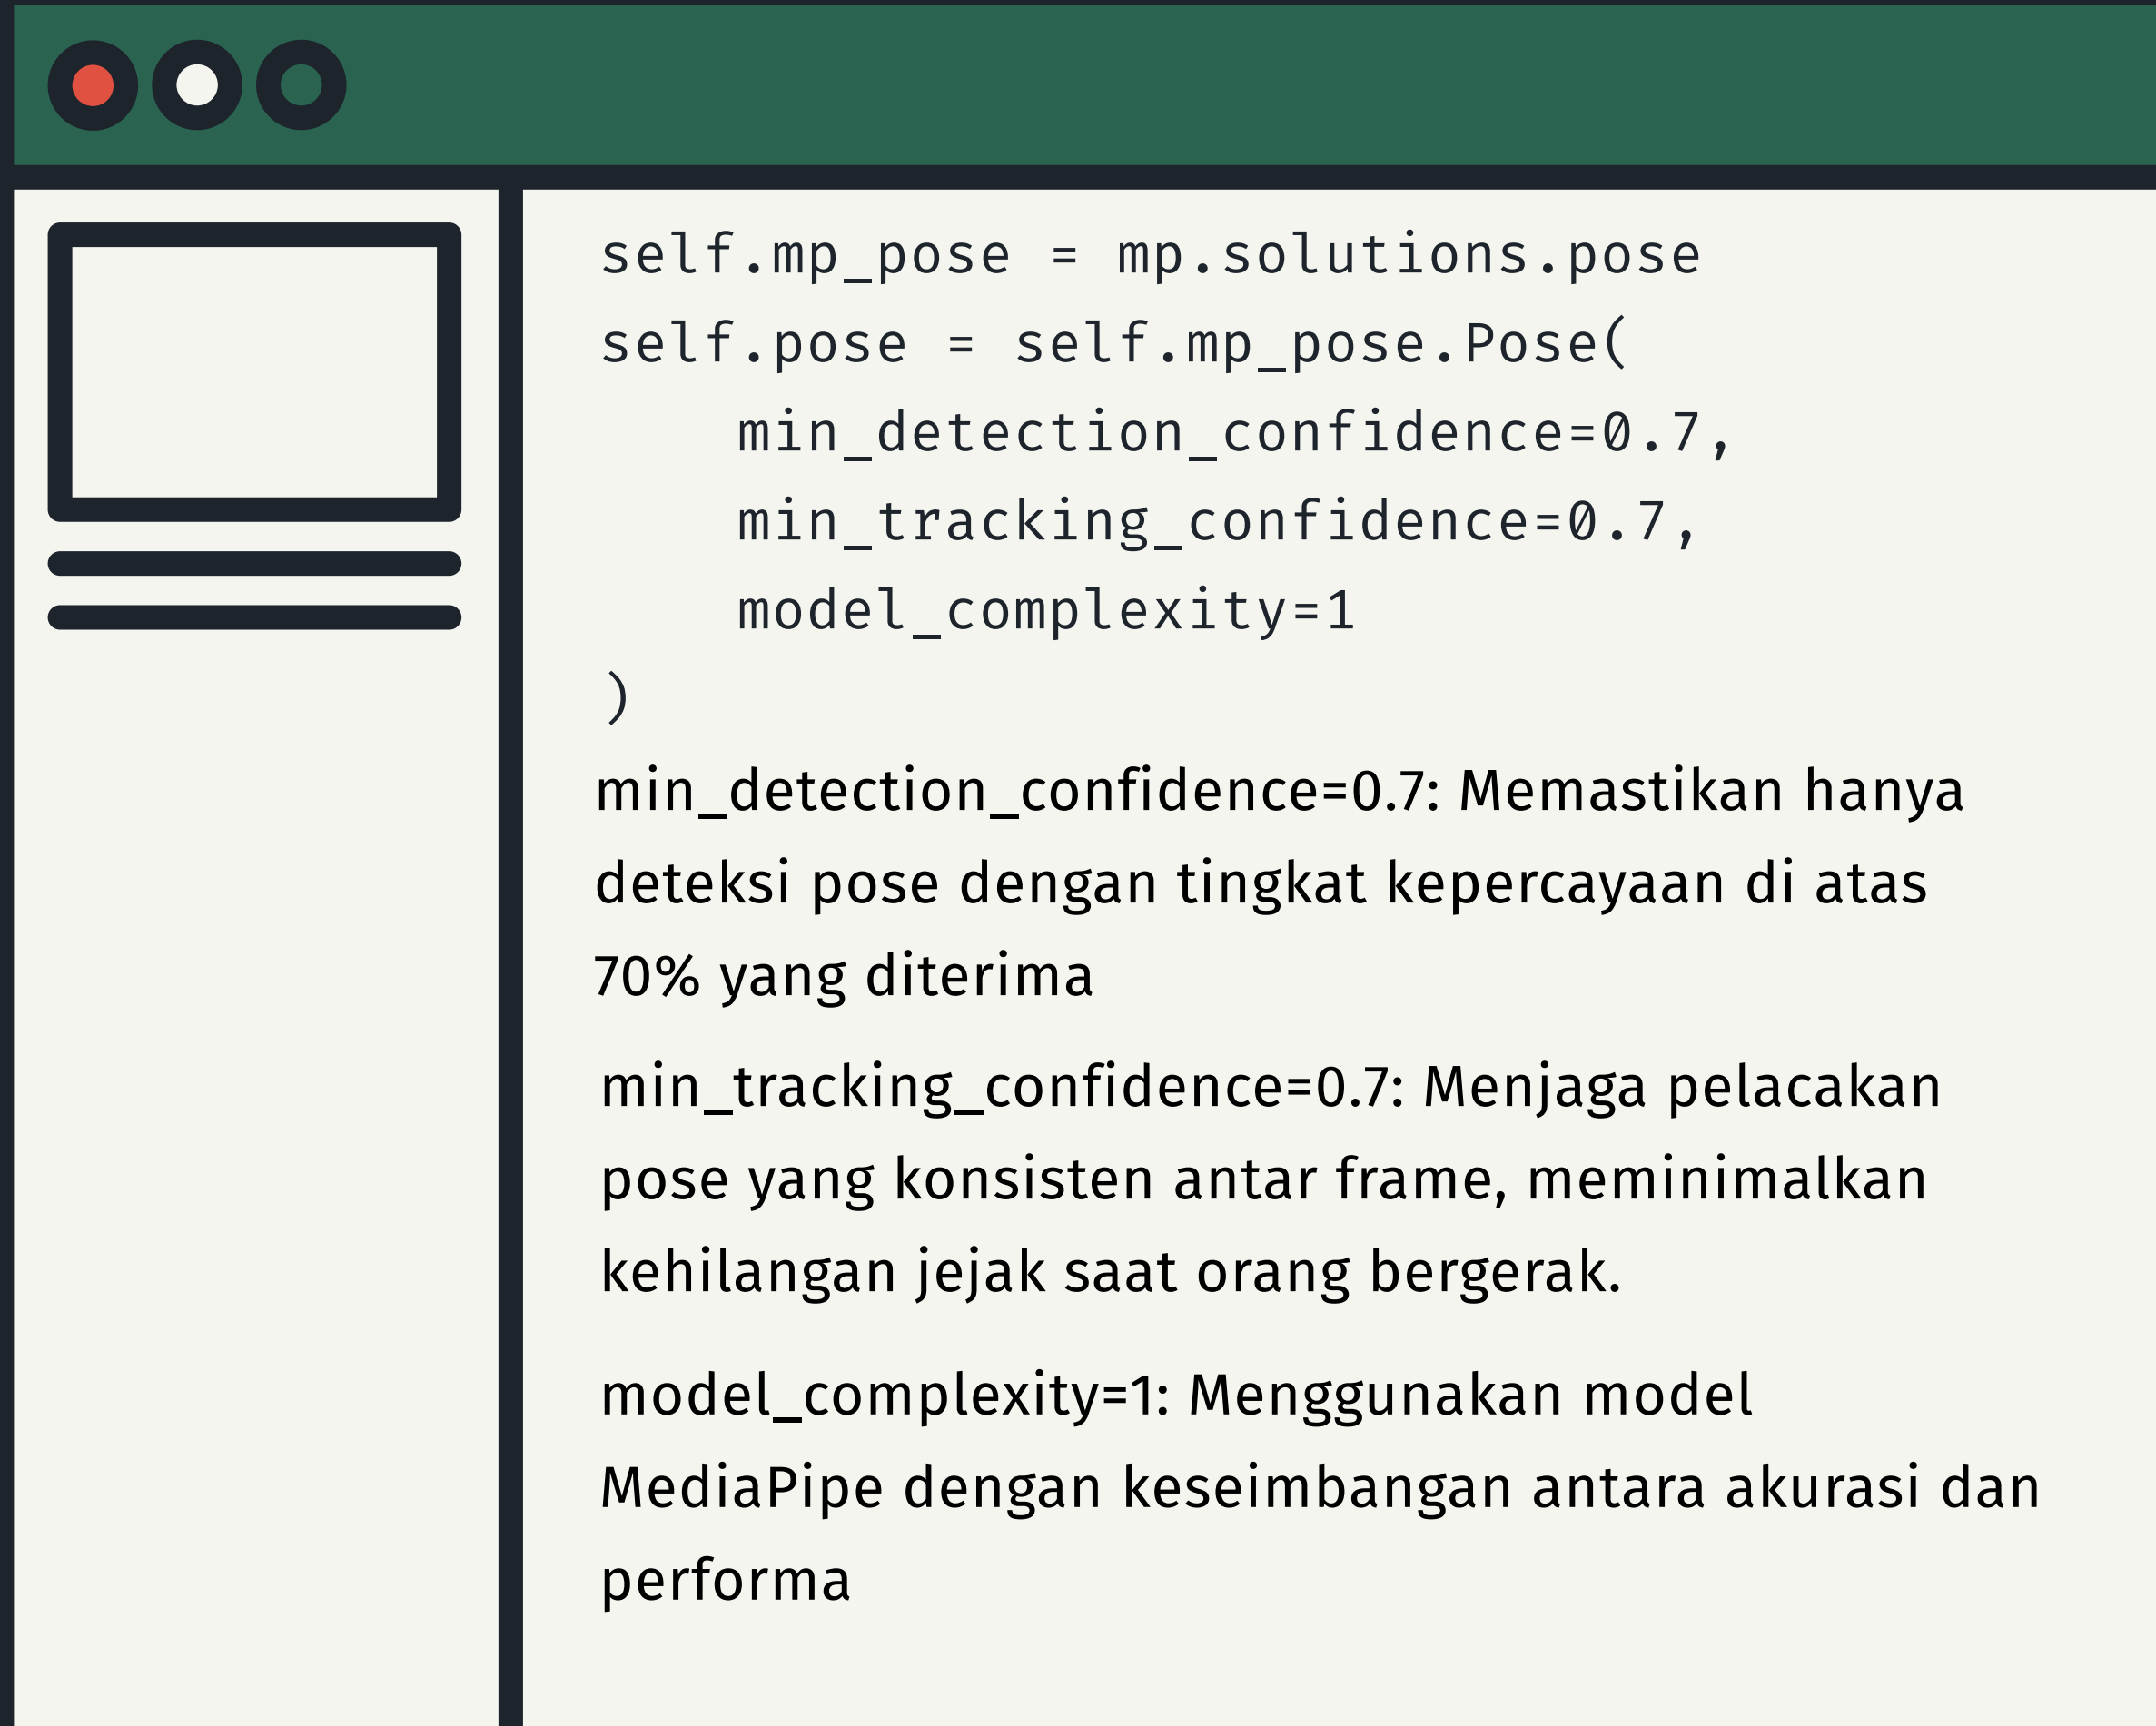 self.mp_pose = mp.solutions.pose
self.pose = self.mp_pose.Pose(
    min_detection_confidence=0.7,
    min_tracking_confidence=0.7,
    model_complexity=1
)
min_detection_confidence=0.7: Memastikan hanya
deteksi pose dengan tingkat kepercayaan di atas
70% yang diterima
min_tracking_confidence=0.7: Menjaga pelacakan
pose yang konsisten antar frame, meminimalkan
kehilangan jejak saat orang bergerak.
model_complexity=1: Menggunakan model
MediaPipe dengan keseimbangan antara akurasi dan
performa